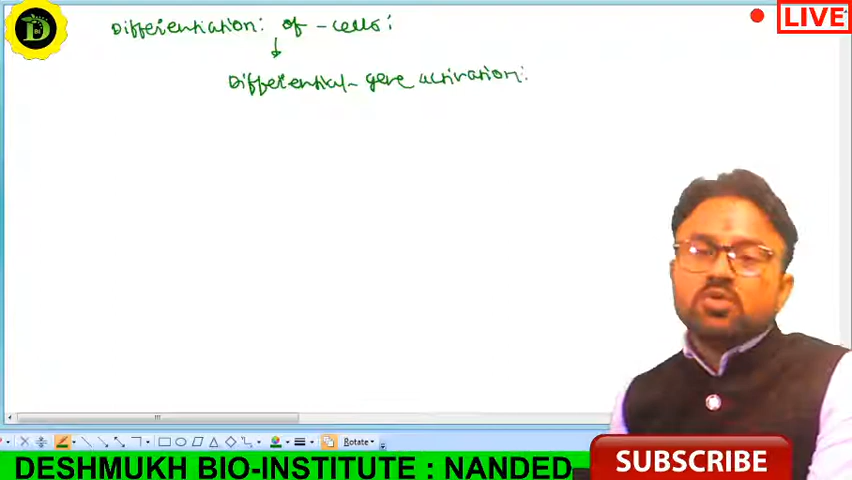 Differentiation: of - cells:
Differential - gene activation:
LIVE
D
Rotate
DESHMUKH BIO-INSTITUTE : NANDED
SUBSCRIBE